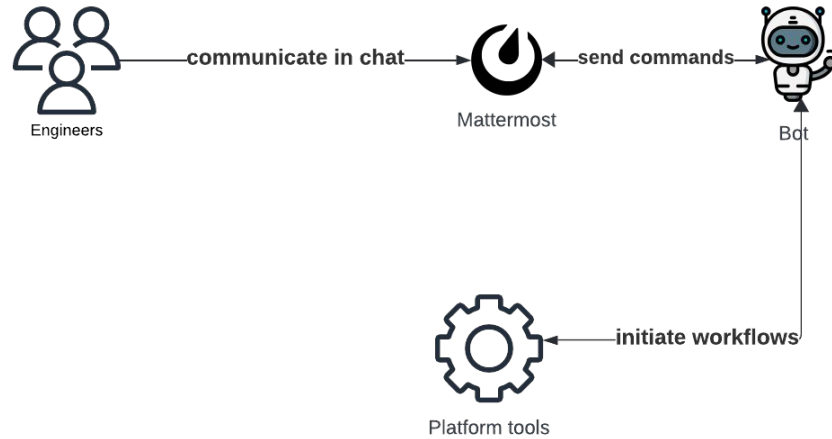 communicate in chat
send commands
Engineers
Mattermost
Bot
initiate workflows
Platform tools